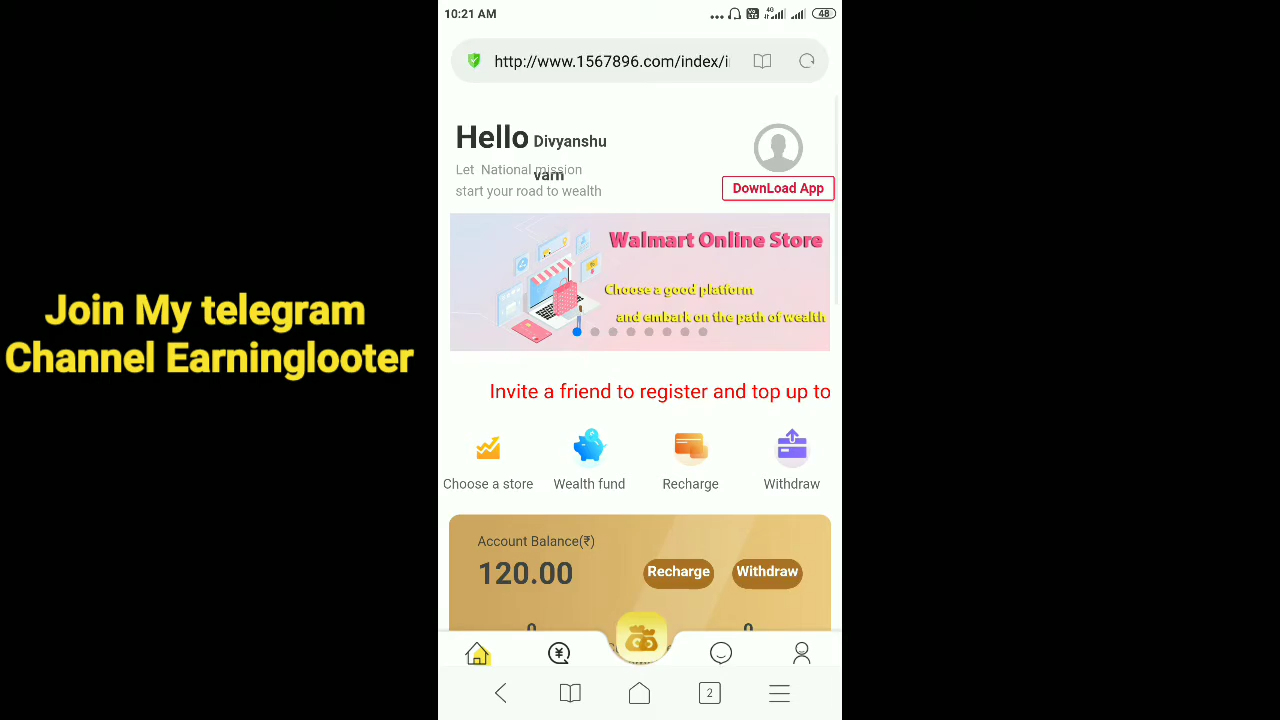 Join My telegram
Channel Earninglooter
10:21 AM
4G
48
http://www.1567896.com/index/i
Hello Divyanshu
vam
Let National mission
start your road to wealth
DownLoad App
Walmart Online Store
Choose a good platform
and embark on the path of wealth
Invite a friend to register and top up to
Choose a store
Wealth fund
Recharge
Withdraw
Account Balance(₹)
120.00
Recharge
Withdraw
2